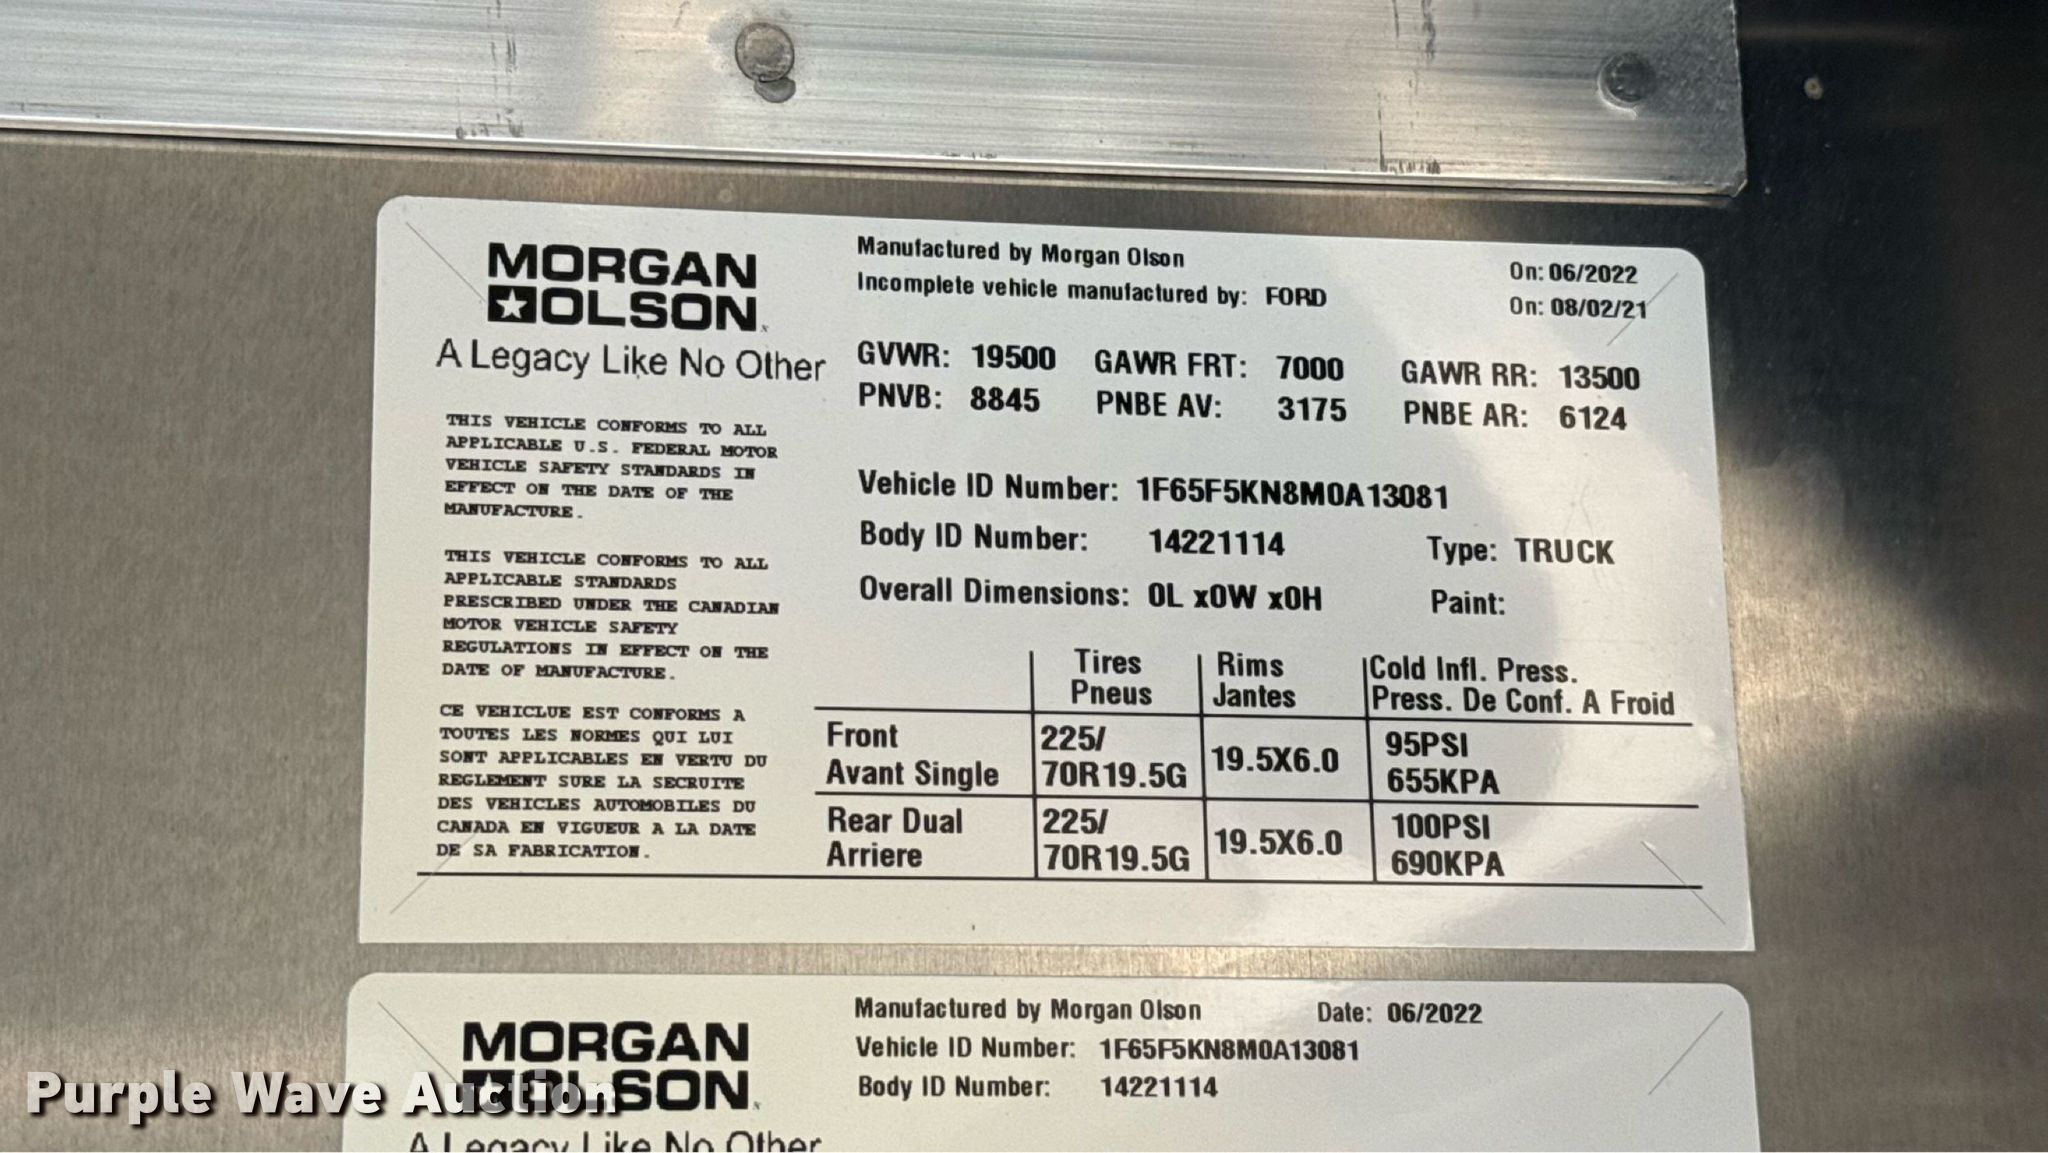 MORGAN
OLSON
A Legacy Like No Other
Manufactured by Morgan Olson
On: 06/2022
Incomplete vehicle manufactured by: FORD
On: 08/02/21
GVWR: 19500 GAWR FRT: 7000 GAWR RR: 13500
PNVB: 8845 PNBE AV: 3175 PNBE AR: 6124
THIS VEHICLE CONFORMS TO ALL
APPLICABLE U.S. FEDERAL MOTOR
VEHICLE SAFETY STANDARDS IN
EFFECT ON THE DATE OF THE
MANUFACTURE.
THIS VEHICLE CONFORMS TO ALL
APPLICABLE STANDARDS
PRESCRIBED UNDER THE CANADIAN
MOTOR VEHICLE SAFETY
REGULATIONS IN EFFECT ON THE
DATE OF MANUFACTURE.
CE VEHICLUE EST CONFORMS A
TOUTES LES NORMES QUI LUI
SONT APPLICABLES EN VERTU DU
REGLEMENT SURE LA SECRUITE
DES VEHICLES AUTOMOBILES DU
CANADA EN VIGUEUR A LA DATE
DE SA FABRICATION.
Vehicle ID Number: 1F65F5KN8M0A13081
Body ID Number: 14221114 Type: TRUCK
Overall Dimensions: 0L x0W x0H Paint:
Tires Rims Cold Infl. Press.
Pneus Jantes Press. De Conf. A Froid
Front 225/ 19.5X6.0 95PSI
Avant Single 70R19.5G 655KPA
Rear Dual 225/ 19.5X6.0 100PSI
Arriere 70R19.5G 690KPA
MORGAN
OLSON
A Legacy Like No Other
Manufactured by Morgan Olson Date: 06/2022
Vehicle ID Number: 1F65F5KN8M0A13081
Body ID Number: 14221114
Purple Wave Auction